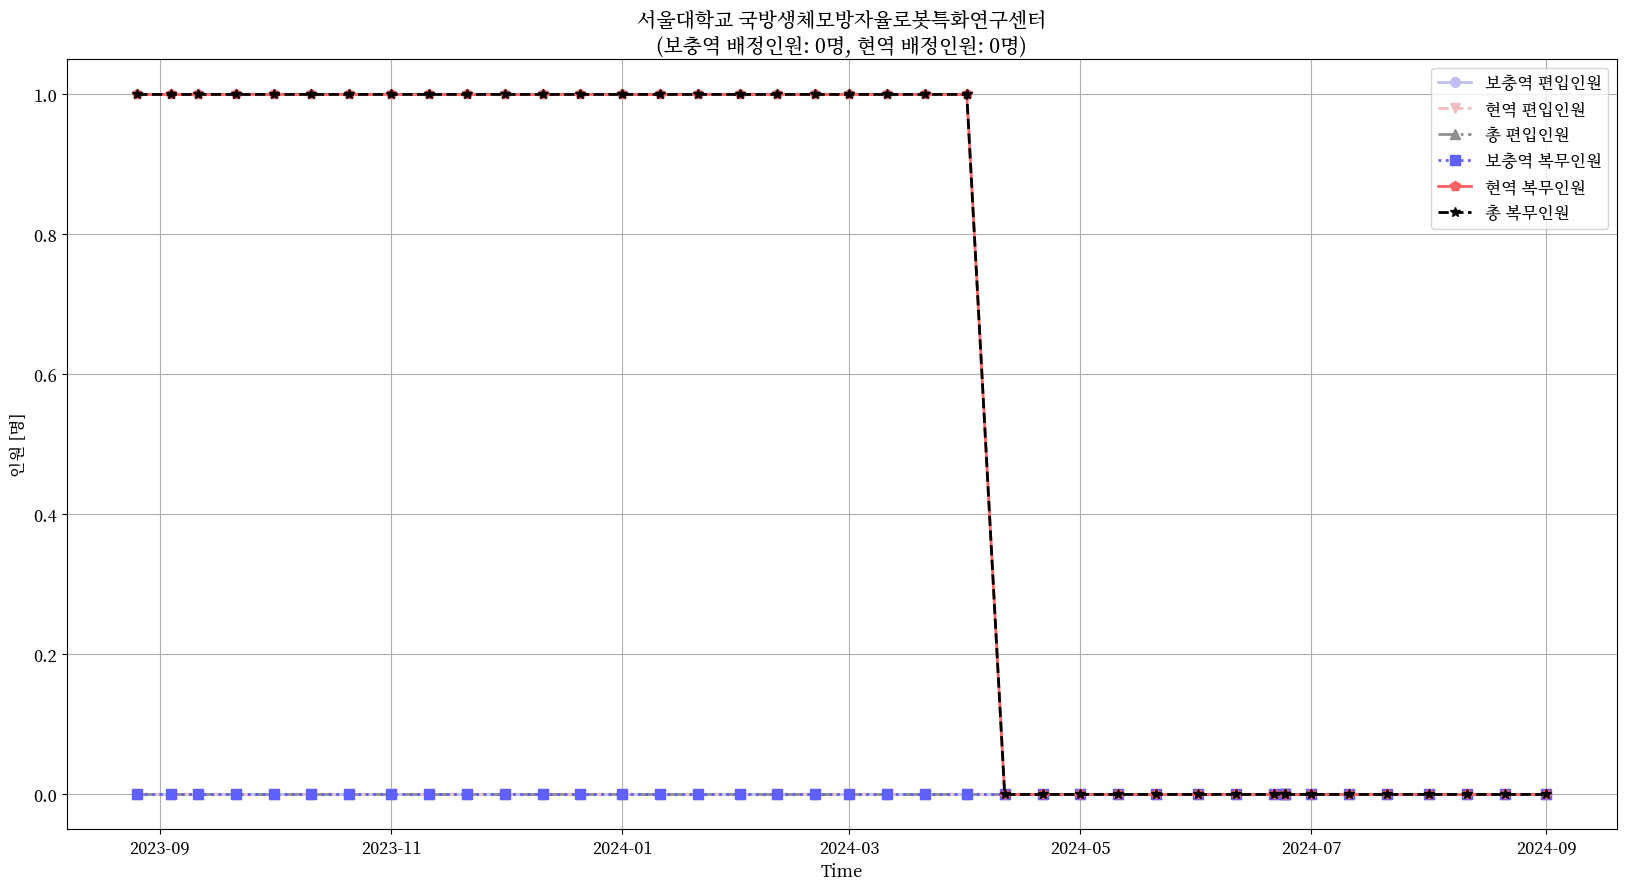 서울대학교 국방생체모방자율로봇특화연구센터
(보충역 배정인원: 0명, 현역 배정인원: 0명)
보충역 편입인원
현역 편입인원
총 편입인원
보충역 복무인원
현역 복무인원
총 복무인원
인원 [명]
1.0
0.8
0.6
0.4
0.2
0.0
2023-09
2023-11
2024-01
2024-03
2024-05
2024-07
2024-09
Time